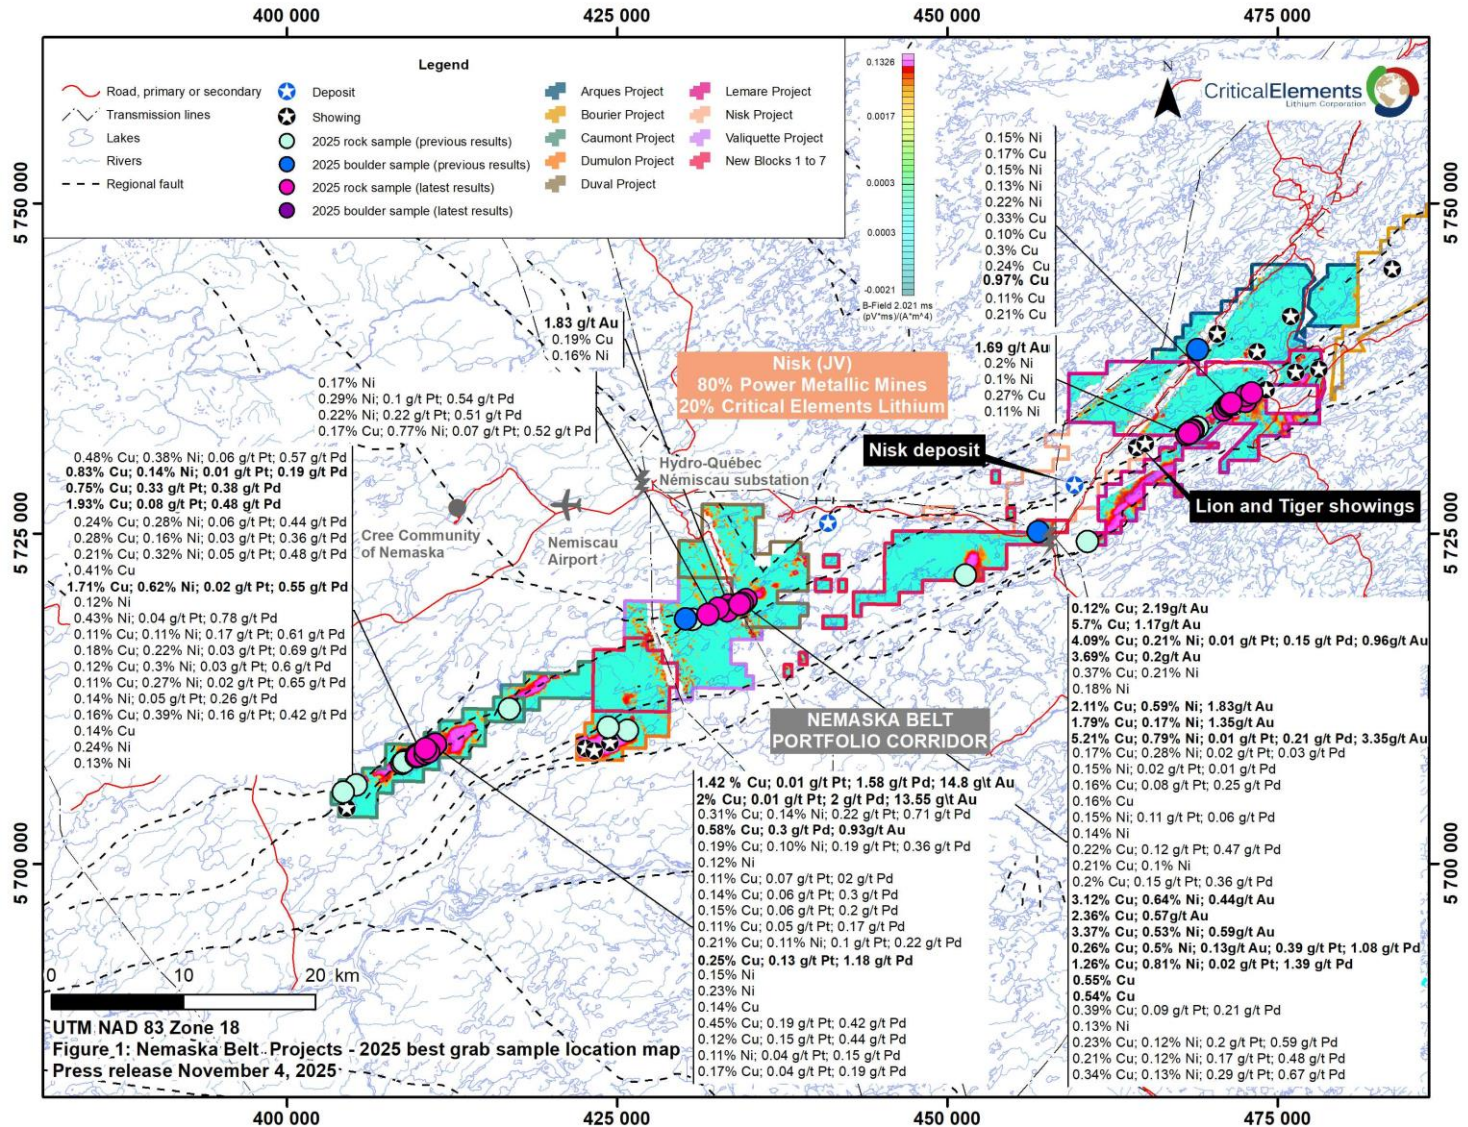 400 000
425 000
450 000
475 000
Legend
Road, primary or secondary
Transmission lines
Lakes
Rivers
Regional fault
Deposit
Showing
2025 rock sample (previous results)
2025 boulder sample (previous results)
2025 rock sample (latest results)
2025 boulder sample (latest results)
Arques Project
Bourier Project
Caumont Project
Dumulon Project
Duval Project
Lemare Project
Nisk Project
Valiquette Project
New Blocks 1 to 7
0.1326
0.0017
0.0003
0.0003
-0.0021
B-Field 2.021 ms
(pV*ms)/(A*m^4)
N
CriticalElements
Lithium Corporation
5 750 000
5 725 000
5 700 000
5 750 000
5 725 000
5 700 000
0.15% Ni
0.17% Cu
0.15% Ni
0.13% Ni
0.22% Ni
0.33% Cu
0.10% Cu
0.3% Cu
0.24% Cu
0.97% Cu
0.11% Cu
0.21% Cu
1.69 g/t Au
0.2% Ni
0.1% Ni
0.27% Cu
0.11% Ni
1.83 g/t Au
0.19% Cu
0.16% Ni
Nisk (JV)
80% Power Metallic Mines
20% Critical Elements Lithium
0.17% Ni
0.29% Ni; 0.1 g/t Pt; 0.54 g/t Pd
0.22% Ni; 0.22 g/t Pt; 0.51 g/t Pd
0.17% Cu; 0.77% Ni; 0.07 g/t Pt; 0.52 g/t Pd
Nisk deposit
Lion and Tiger showings
Hydro-Québec
Némiscau substation
Cree Community
of Nemaska
Nemiscau
Airport
0.48% Cu; 0.38% Ni; 0.06 g/t Pt; 0.57 g/t Pd
0.83% Cu; 0.14% Ni; 0.01 g/t Pt; 0.19 g/t Pd
0.75% Cu; 0.33 g/t Pt; 0.38 g/t Pd
1.93% Cu; 0.08 g/t Pt; 0.48 g/t Pd
0.24% Cu; 0.28% Ni; 0.06 g/t Pt; 0.44 g/t Pd
0.28% Cu; 0.16% Ni; 0.03 g/t Pt; 0.36 g/t Pd
0.21% Cu; 0.32% Ni; 0.05 g/t Pt; 0.48 g/t Pd
0.41% Cu
1.71% Cu; 0.62% Ni; 0.02 g/t Pt; 0.55 g/t Pd
0.12% Ni
0.43% Ni; 0.04 g/t Pt; 0.78 g/t Pd
0.11% Cu; 0.11% Ni; 0.17 g/t Pt; 0.61 g/t Pd
0.18% Cu; 0.22% Ni; 0.03 g/t Pt; 0.69 g/t Pd
0.12% Cu; 0.3% Ni; 0.03 g/t Pt; 0.6 g/t Pd
0.11% Cu; 0.27% Ni; 0.02 g/t Pt; 0.65 g/t Pd
0.14% Ni; 0.05 g/t Pt; 0.26 g/t Pd
0.16% Cu; 0.39% Ni; 0.16 g/t Pt; 0.42 g/t Pd
0.14% Cu
0.24% Ni
0.13% Ni
NEMASKA BELT
PORTFOLIO CORRIDOR
1.42 % Cu; 0.01 g/t Pt; 1.58 g/t Pd; 14.8 g\t Au
2% Cu; 0.01 g/t Pt; 2 g/t Pd; 13.55 g\t Au
0.31% Cu; 0.14% Ni; 0.22 g/t Pt; 0.71 g/t Pd
0.58% Cu; 0.3 g/t Pd; 0.93g/t Au
0.19% Cu; 0.10% Ni; 0.19 g/t Pt; 0.36 g/t Pd
0.12% Ni
0.11% Cu; 0.07 g/t Pt; 02 g/t Pd
0.14% Cu; 0.06 g/t Pt; 0.3 g/t Pd
0.15% Cu; 0.06 g/t Pt; 0.2 g/t Pd
0.11% Cu; 0.05 g/t Pt; 0.17 g/t Pd
0.21% Cu; 0.11% Ni; 0.1 g/t Pt; 0.22 g/t Pd
0.25% Cu; 0.13 g/t Pt; 1.18 g/t Pd
0.15% Ni
0.23% Ni
0.14% Cu
0.45% Cu; 0.19 g/t Pt; 0.42 g/t Pd
0.12% Cu; 0.15 g/t Pt; 0.44 g/t Pd
0.11% Ni; 0.04 g/t Pt; 0.15 g/t Pd
0.17% Cu; 0.04 g/t Pt; 0.19 g/t Pd
0.12% Cu; 2.19g/t Au
5.7% Cu; 1.17g/t Au
4.09% Cu; 0.21% Ni; 0.01 g/t Pt; 0.15 g/t Pd; 0.96g/t Au
3.69% Cu; 0.2g/t Au
0.37% Cu; 0.21% Ni
0.18% Ni
2.11% Cu; 0.59% Ni; 1.83g/t Au
1.79% Cu; 0.17% Ni; 1.35g/t Au
5.21% Cu; 0.79% Ni; 0.01 g/t Pt; 0.21 g/t Pd; 3.35g/t Au
0.17% Cu; 0.28% Ni; 0.02 g/t Pt; 0.03 g/t Pd
0.15% Ni; 0.02 g/t Pt; 0.01 g/t Pd
0.16% Cu; 0.08 g/t Pt; 0.25 g/t Pd
0.16% Cu
0.15% Ni; 0.11 g/t Pt; 0.06 g/t Pd
0.14% Ni
0.22% Cu; 0.12 g/t Pt; 0.47 g/t Pd
0.21% Cu; 0.1% Ni
0.2% Cu; 0.15 g/t Pt; 0.36 g/t Pd
3.12% Cu; 0.64% Ni; 0.44g/t Au
2.36% Cu; 0.57g/t Au
3.37% Cu; 0.53% Ni; 0.59g/t Au
0.26% Cu; 0.5% Ni; 0.13g/t Au; 0.39 g/t Pt; 1.08 g/t Pd
1.26% Cu; 0.81% Ni; 0.02 g/t Pt; 1.39 g/t Pd
0.55% Cu
0.54% Cu
0.39% Cu; 0.09 g/t Pt; 0.21 g/t Pd
0.13% Ni
0.23% Cu; 0.12% Ni; 0.2 g/t Pt; 0.59 g/t Pd
0.21% Cu; 0.12% Ni; 0.17 g/t Pt; 0.48 g/t Pd
0.34% Cu; 0.13% Ni; 0.29 g/t Pt; 0.67 g/t Pd
0 10 20 km
UTM NAD 83 Zone 18
Figure 1: Nemaska Belt Projects - 2025 best grab sample location map
Press release November 4, 2025
400 000
425 000
450 000
475 000